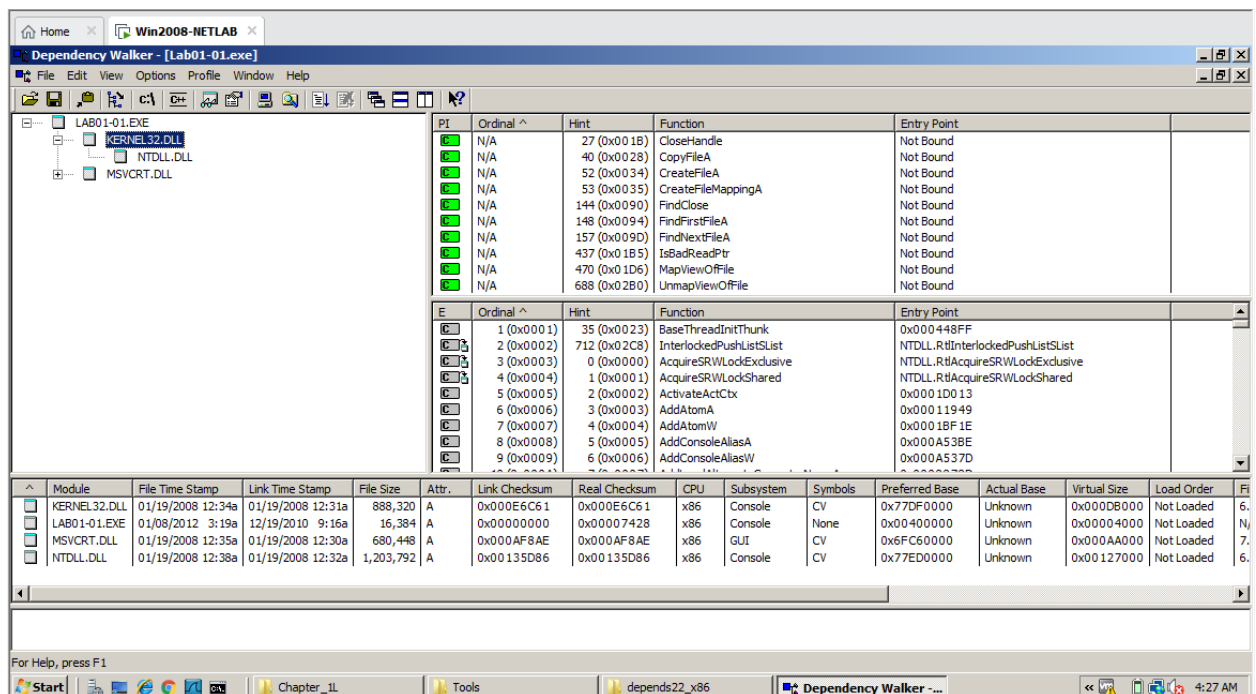 Home × Win2008-NETLAB ×
Dependency Walker - [Lab01-01.exe]
File Edit View Options Profile Window Help
LAB01-01.EXE
KERNEL32.DLL
NTDLL.DLL
MSVCRT.DLL
PI Ordinal ^ Hint Function Entry Point
C N/A 27 (0x001B) CloseHandle Not Bound
C N/A 40 (0x0028) CopyFileA Not Bound
C N/A 52 (0x0034) CreateFileA Not Bound
C N/A 53 (0x0035) CreateFileMappingA Not Bound
C N/A 144 (0x0090) FindClose Not Bound
C N/A 148 (0x0094) FindFirstFileA Not Bound
C N/A 157 (0x009D) FindNextFileA Not Bound
C N/A 437 (0x01B5) IsBadReadPtr Not Bound
C N/A 470 (0x01D6) MapViewOfFile Not Bound
C N/A 688 (0x02B0) UnmapViewOfFile Not Bound
E Ordinal ^ Hint Function Entry Point
C 1 (0x0001) 35 (0x0023) BaseThreadInitThunk 0x000448FF
C 2 (0x0002) 712 (0x02C8) InterlockedPushListSList NTDLL.RtlInterlockedPushListSList
C 3 (0x0003) 0 (0x0000) AcquireSRWLockExclusive NTDLL.RtlAcquireSRWLockExclusive
C 4 (0x0004) 1 (0x0001) AcquireSRWLockShared NTDLL.RtlAcquireSRWLockShared
C 5 (0x0005) 2 (0x0002) ActivateActCtx 0x0001D013
C 6 (0x0006) 3 (0x0003) AddAtomA 0x00011949
C 7 (0x0007) 4 (0x0004) AddAtomW 0x0001BF1E
C 8 (0x0008) 5 (0x0005) AddConsoleAliasA 0x000A53BE
C 9 (0x0009) 6 (0x0006) AddConsoleAliasW 0x000A537D
^ Module File Time Stamp Link Time Stamp File Size Attr. Link Checksum Real Checksum CPU Subsystem Symbols Preferred Base Actual Base Virtual Size Load Order Fi
KERNEL32.DLL 01/19/2008 12:34a 01/19/2008 12:31a 888,320 A 0x000E6C61 0x000E6C61 x86 Console CV 0x77DF0000 Unknown 0x000DB000 Not Loaded 6.
LAB01-01.EXE 01/08/2012 3:19a 12/19/2010 9:16a 16,384 A 0x00000000 0x00007428 x86 Console None 0x00400000 Unknown 0x00004000 Not Loaded N/
MSVCRT.DLL 01/19/2008 12:35a 01/19/2008 12:30a 680,448 A 0x000AF8AE 0x000AF8AE x86 GUI CV 0x6FC60000 Unknown 0x000AA000 Not Loaded 7.
NTDLL.DLL 01/19/2008 12:38a 01/19/2008 12:32a 1,203,792 A 0x00135D86 0x00135D86 x86 Console CV 0x77ED0000 Unknown 0x00127000 Not Loaded 6.
For Help, press F1
Start Chapter_1L Tools depends22_x86 Dependency Walker -... « 4:27 AM